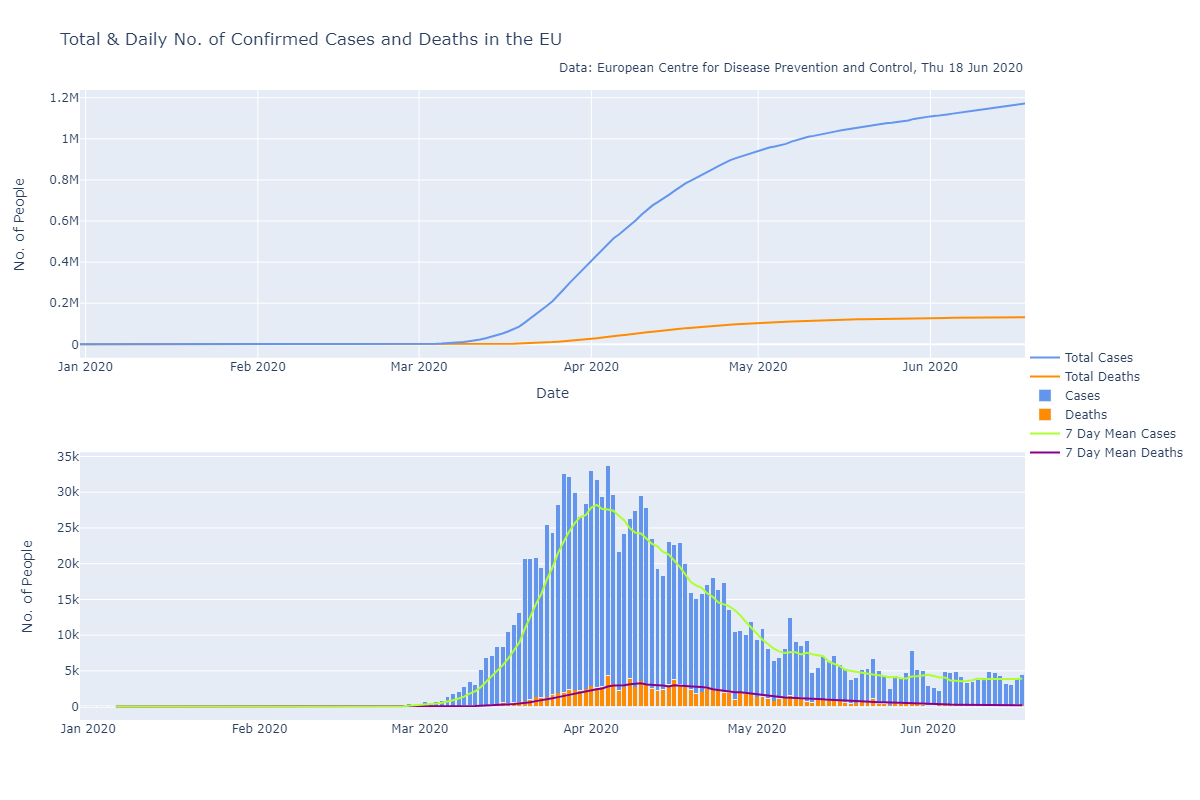 Total & Daily No. of Confirmed Cases and Deaths in the EU
Data: European Centre for Disease Prevention and Control, Thu 18 Jun 2020
No. of People
1.2M
1M
0.8M
0.6M
0.4M
0.2M
0
Jan 2020 Feb 2020 Mar 2020 Apr 2020 May 2020 Jun 2020
Date
Total Cases
Total Deaths
Cases
Deaths
7 Day Mean Cases
7 Day Mean Deaths
No. of People
35k
30k
25k
20k
15k
10k
5k
0
Jan 2020 Feb 2020 Mar 2020 Apr 2020 May 2020 Jun 2020